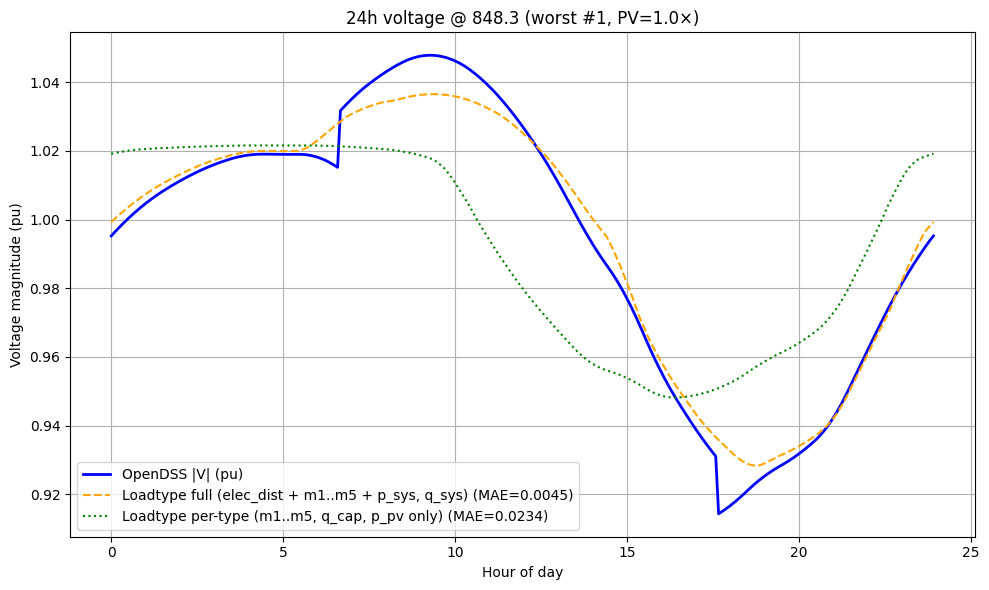 24h voltage @ 848.3 (worst #1, PV=1.0×)
Voltage magnitude (pu)
1.04
1.02
1.00
0.98
0.96
0.94
0.92
OpenDSS |V| (pu)
Loadtype full (elec_dist + m1..m5 + p_sys, q_sys) (MAE=0.0045)
Loadtype per-type (m1..m5, q_cap, p_pv only) (MAE=0.0234)
0 5 10 15 20 25
Hour of day